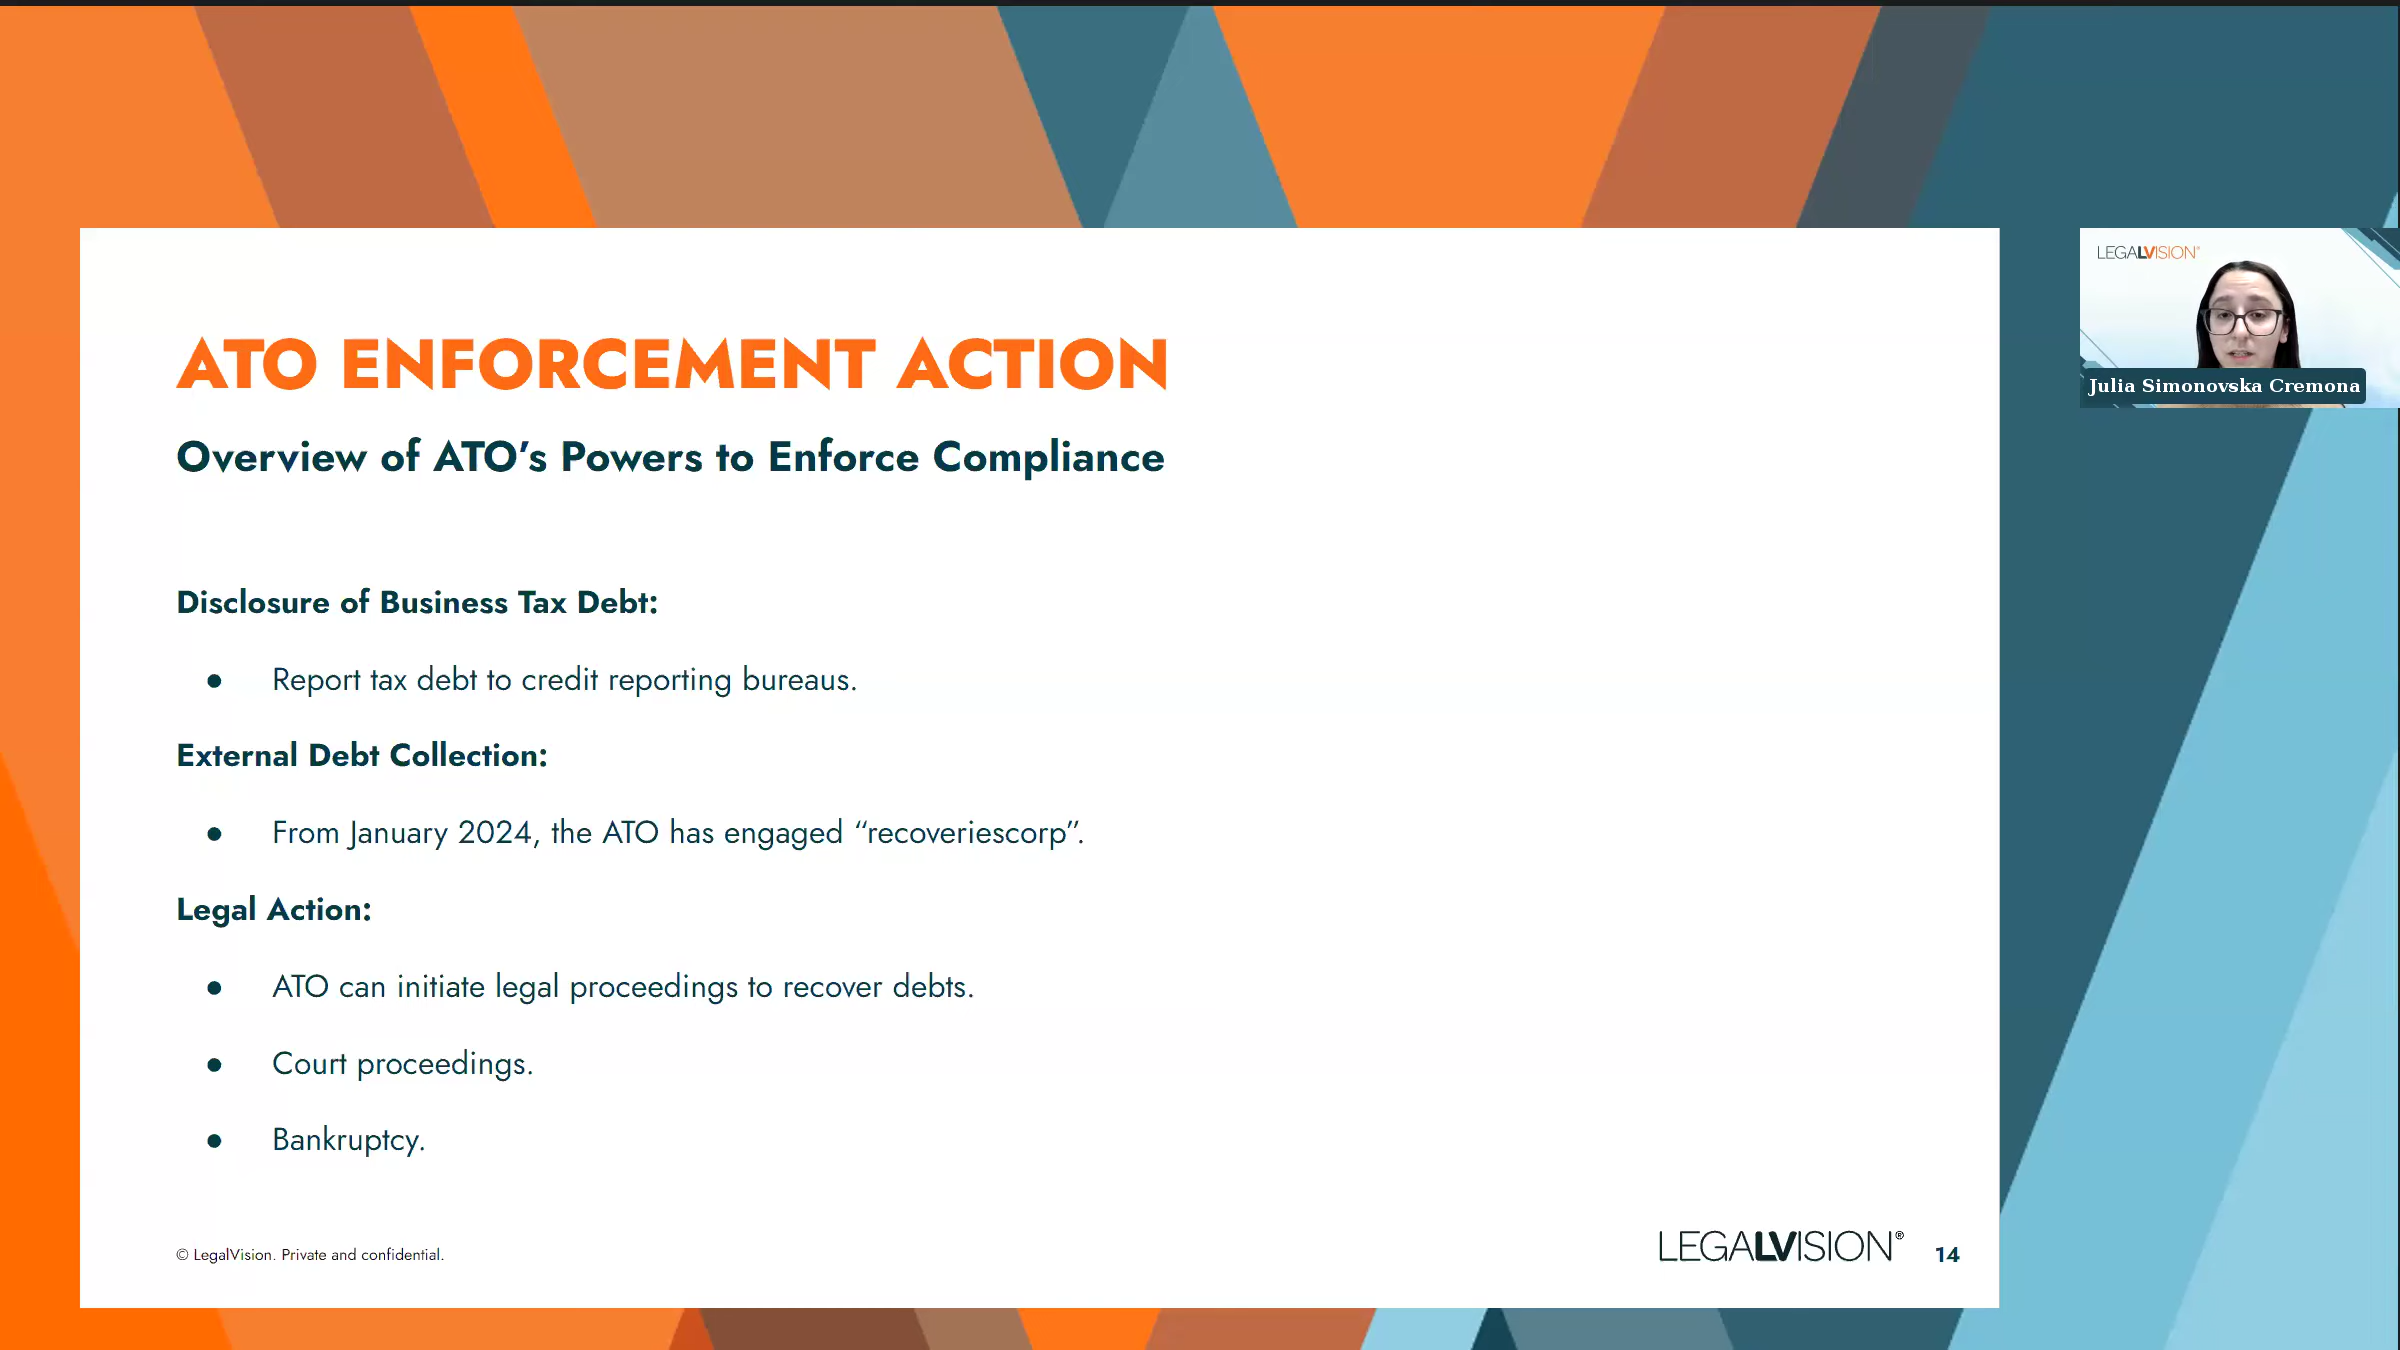 ATO ENFORCEMENT ACTION
Overview of ATO’s Powers to Enforce Compliance
Disclosure of Business Tax Debt:
● Report tax debt to credit reporting bureaus.
External Debt Collection:
● From January 2024, the ATO has engaged “recoveriescorp”.
Legal Action:
● ATO can initiate legal proceedings to recover debts.
● Court proceedings.
● Bankruptcy.
© LegalVision. Private and confidential.
LEGALVISION®
14
LEGALVISION®
Julia Simonovska Cremona